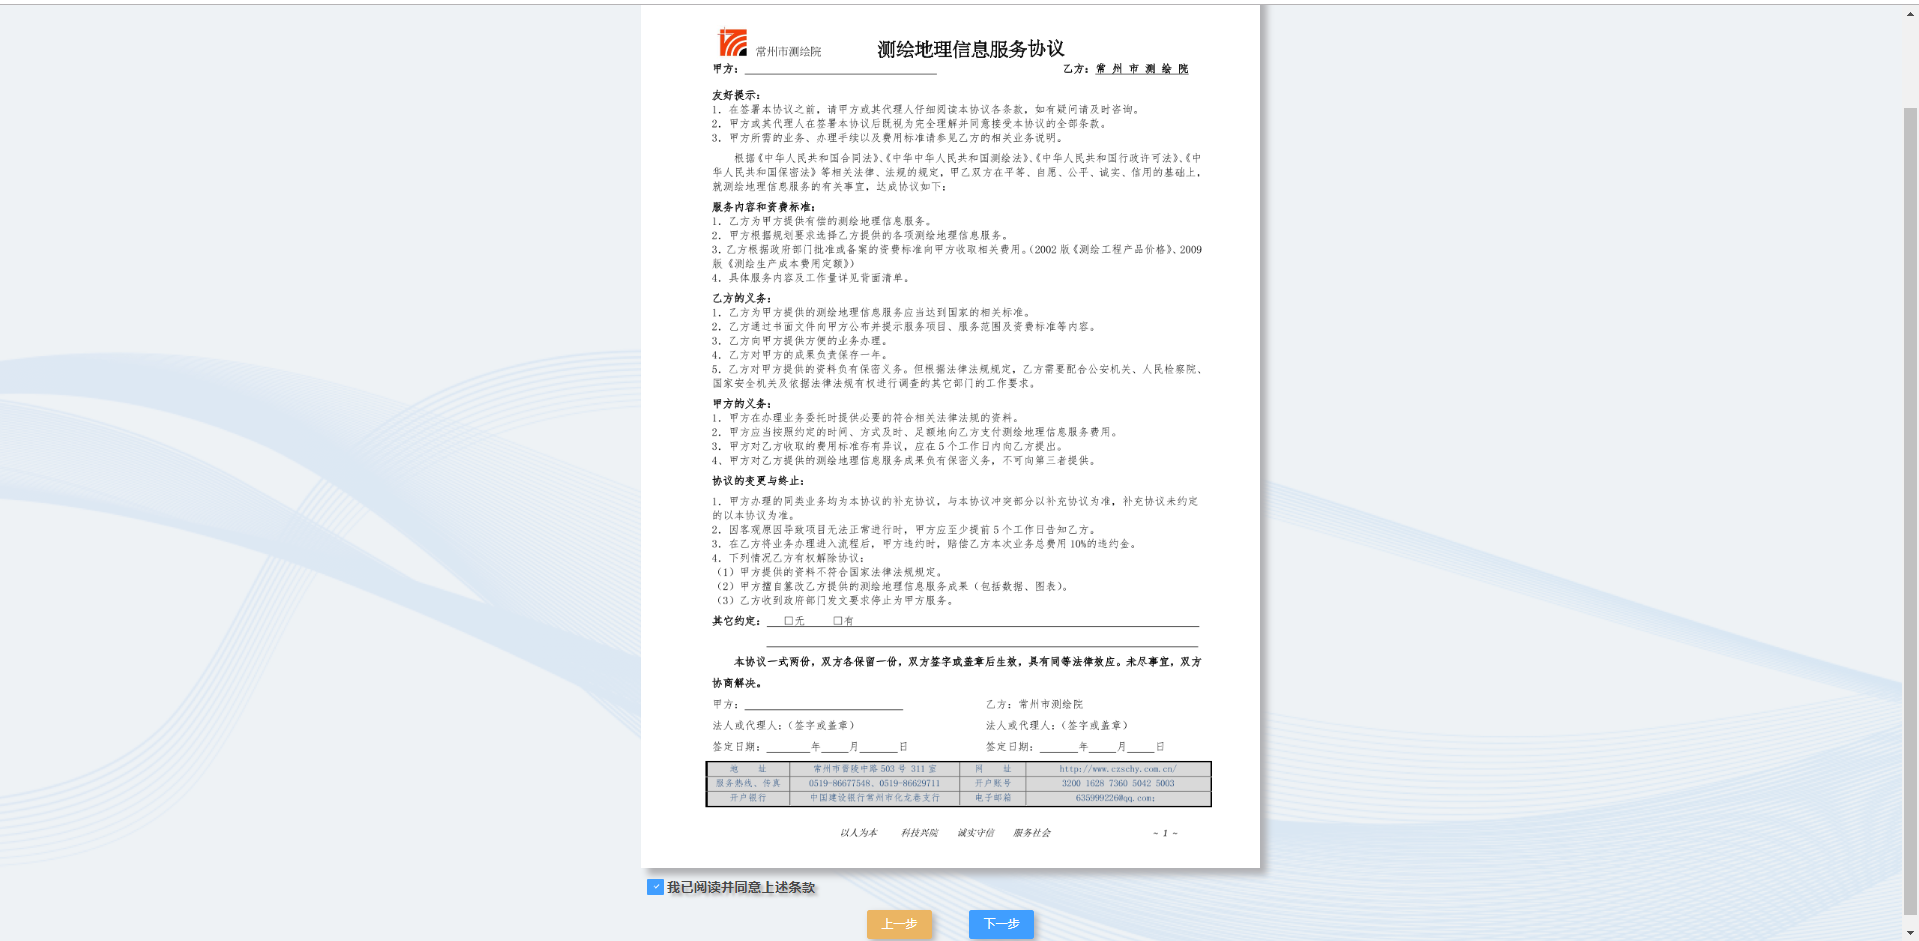 常州市测绘院
测绘地理信息服务协议
甲方：
乙方：常 州 市 测 绘 院
友好提示：
1. 在签署本协议之前，请甲方或其代理人仔细阅读本协议各条款，如有疑问请及时咨询。
2. 甲方或其代理人在签署本协议后既视为完全理解并同意接受本协议的全部条款。
3. 甲方所需的业务、办理手续以及费用标准请参见乙方的相关业务说明。
根据《中华人民共和国合同法》、《中华中华人民共和国测绘法》、《中华人民共和国行政许可法》、《中
华人民共和国保密法》等相关法律、法规的规定，甲乙双方在平等、自愿、公平、诚实、信用的基础上，
就测绘地理信息服务的有关事宜，达成协议如下：
服务内容和资费标准：
1. 乙方为甲方提供有偿的测绘地理信息服务。
2. 甲方根据规划要求选择乙方提供的各项测绘地理信息服务。
3. 乙方根据政府部门批准或备案的资费标准向甲方收取相关费用。（2002 版《测绘工程产品价格》、2009
版《测绘生产成本费用定额》）
4. 具体服务内容及工作量详见背面清单。
乙方的义务：
1. 乙方为甲方提供的测绘地理信息服务应当达到国家的相关标准。
2. 乙方通过书面文件向甲方公布并提示服务项目、服务范围及资费标准等内容。
3. 乙方向甲方提供方便的业务办理。
4. 乙方对甲方的成果负责保存一年。
5. 乙方对甲方提供的资料负有保密义务。但根据法律法规规定，乙方需要配合公安机关、人民检察院、
国家安全机关及依据法律法规有权进行调查的其它部门的工作要求。
甲方的义务：
1. 甲方在办理业务委托时提供必要的符合相关法律法规的资料。
2. 甲方应当按照约定的时间、方式及时、足额地向乙方支付测绘地理信息服务费用。
3. 甲方对乙方收取的费用标准存有异议，应在 5 个工作日内向乙方提出。
4、甲方对乙方提供的测绘地理信息服务成果负有保密义务，不可向第三者提供。
协议的变更与终止：
1. 甲方办理的同类业务均为本协议的补充协议，与本协议冲突部分以补充协议为准，补充协议未约定
的以本协议为准。
2. 因客观原因导致项目无法正常进行时，甲方应至少提前 5 个工作日告知乙方。
3. 在乙方将业务办理进入流程后，甲方违约时，赔偿乙方本次业务总费用 10%的违约金。
4. 下列情况乙方有权解除协议：
（1）甲方提供的资料不符合国家法律法规规定。
（2）甲方擅自篡改乙方提供的测绘地理信息服务成果（包括数据、图表）。
（3）乙方收到政府部门发文要求停止为甲方服务。
其它约定： □无 □有
本协议一式两份，双方各保留一份，双方签字或盖章后生效，具有同等法律效应。未尽事宜，双方
协商解决。
甲方： 乙方：常州市测绘院
法人或代理人：（签字或盖章） 法人或代理人：（签字或盖章）
签定日期： 年 月 日 签定日期： 年 月 日
地 址 常州市晋陵中路 503 号 311 室 网 址 http://www.czschy.com.cn/
服务热线、传真 0519-86677548、0519-86629711 开户账号 3200 1628 7360 5042 5003
开户银行 中国建设银行常州市化龙巷支行 电子邮箱 635999226@qq.com;
以人为本 科技兴院 诚实守信 服务社会 ~ 1 ~
我已阅读并同意上述条款
上一步 下一步